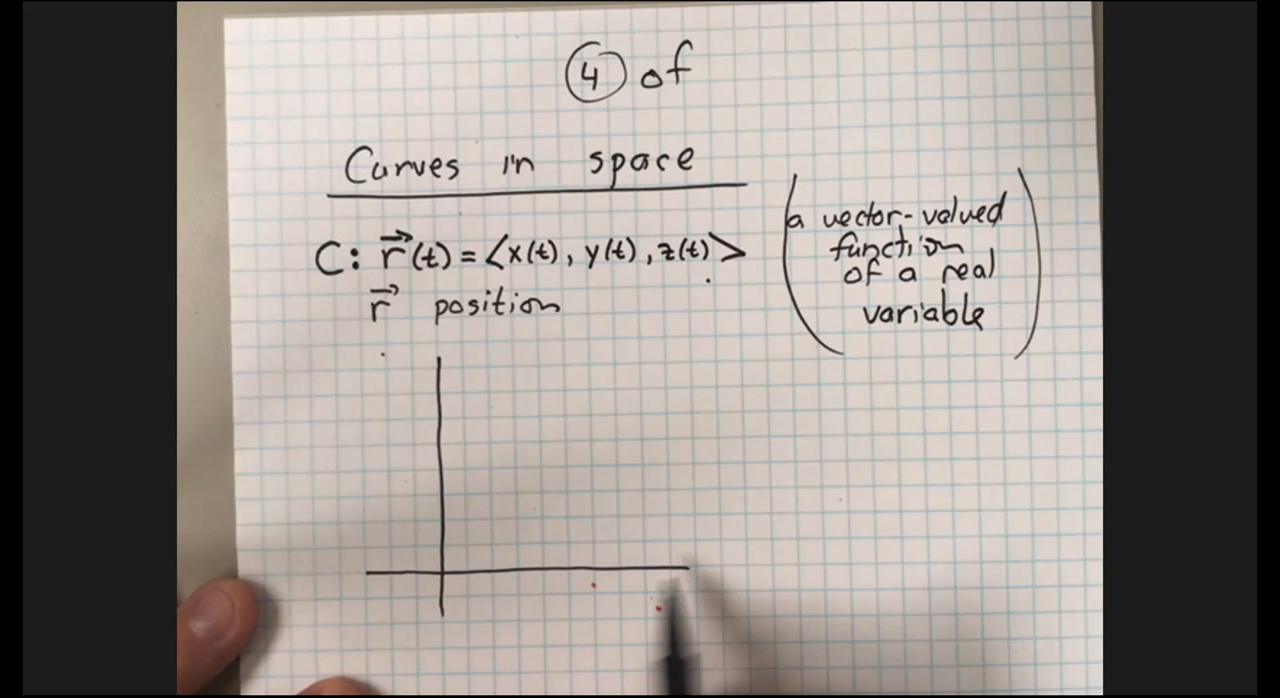 4 of
Curves in space
C: r⃗(t) = <x(t), y(t), z(t)>
r⃗ position
(a vector-valued
function
of a real
variable)